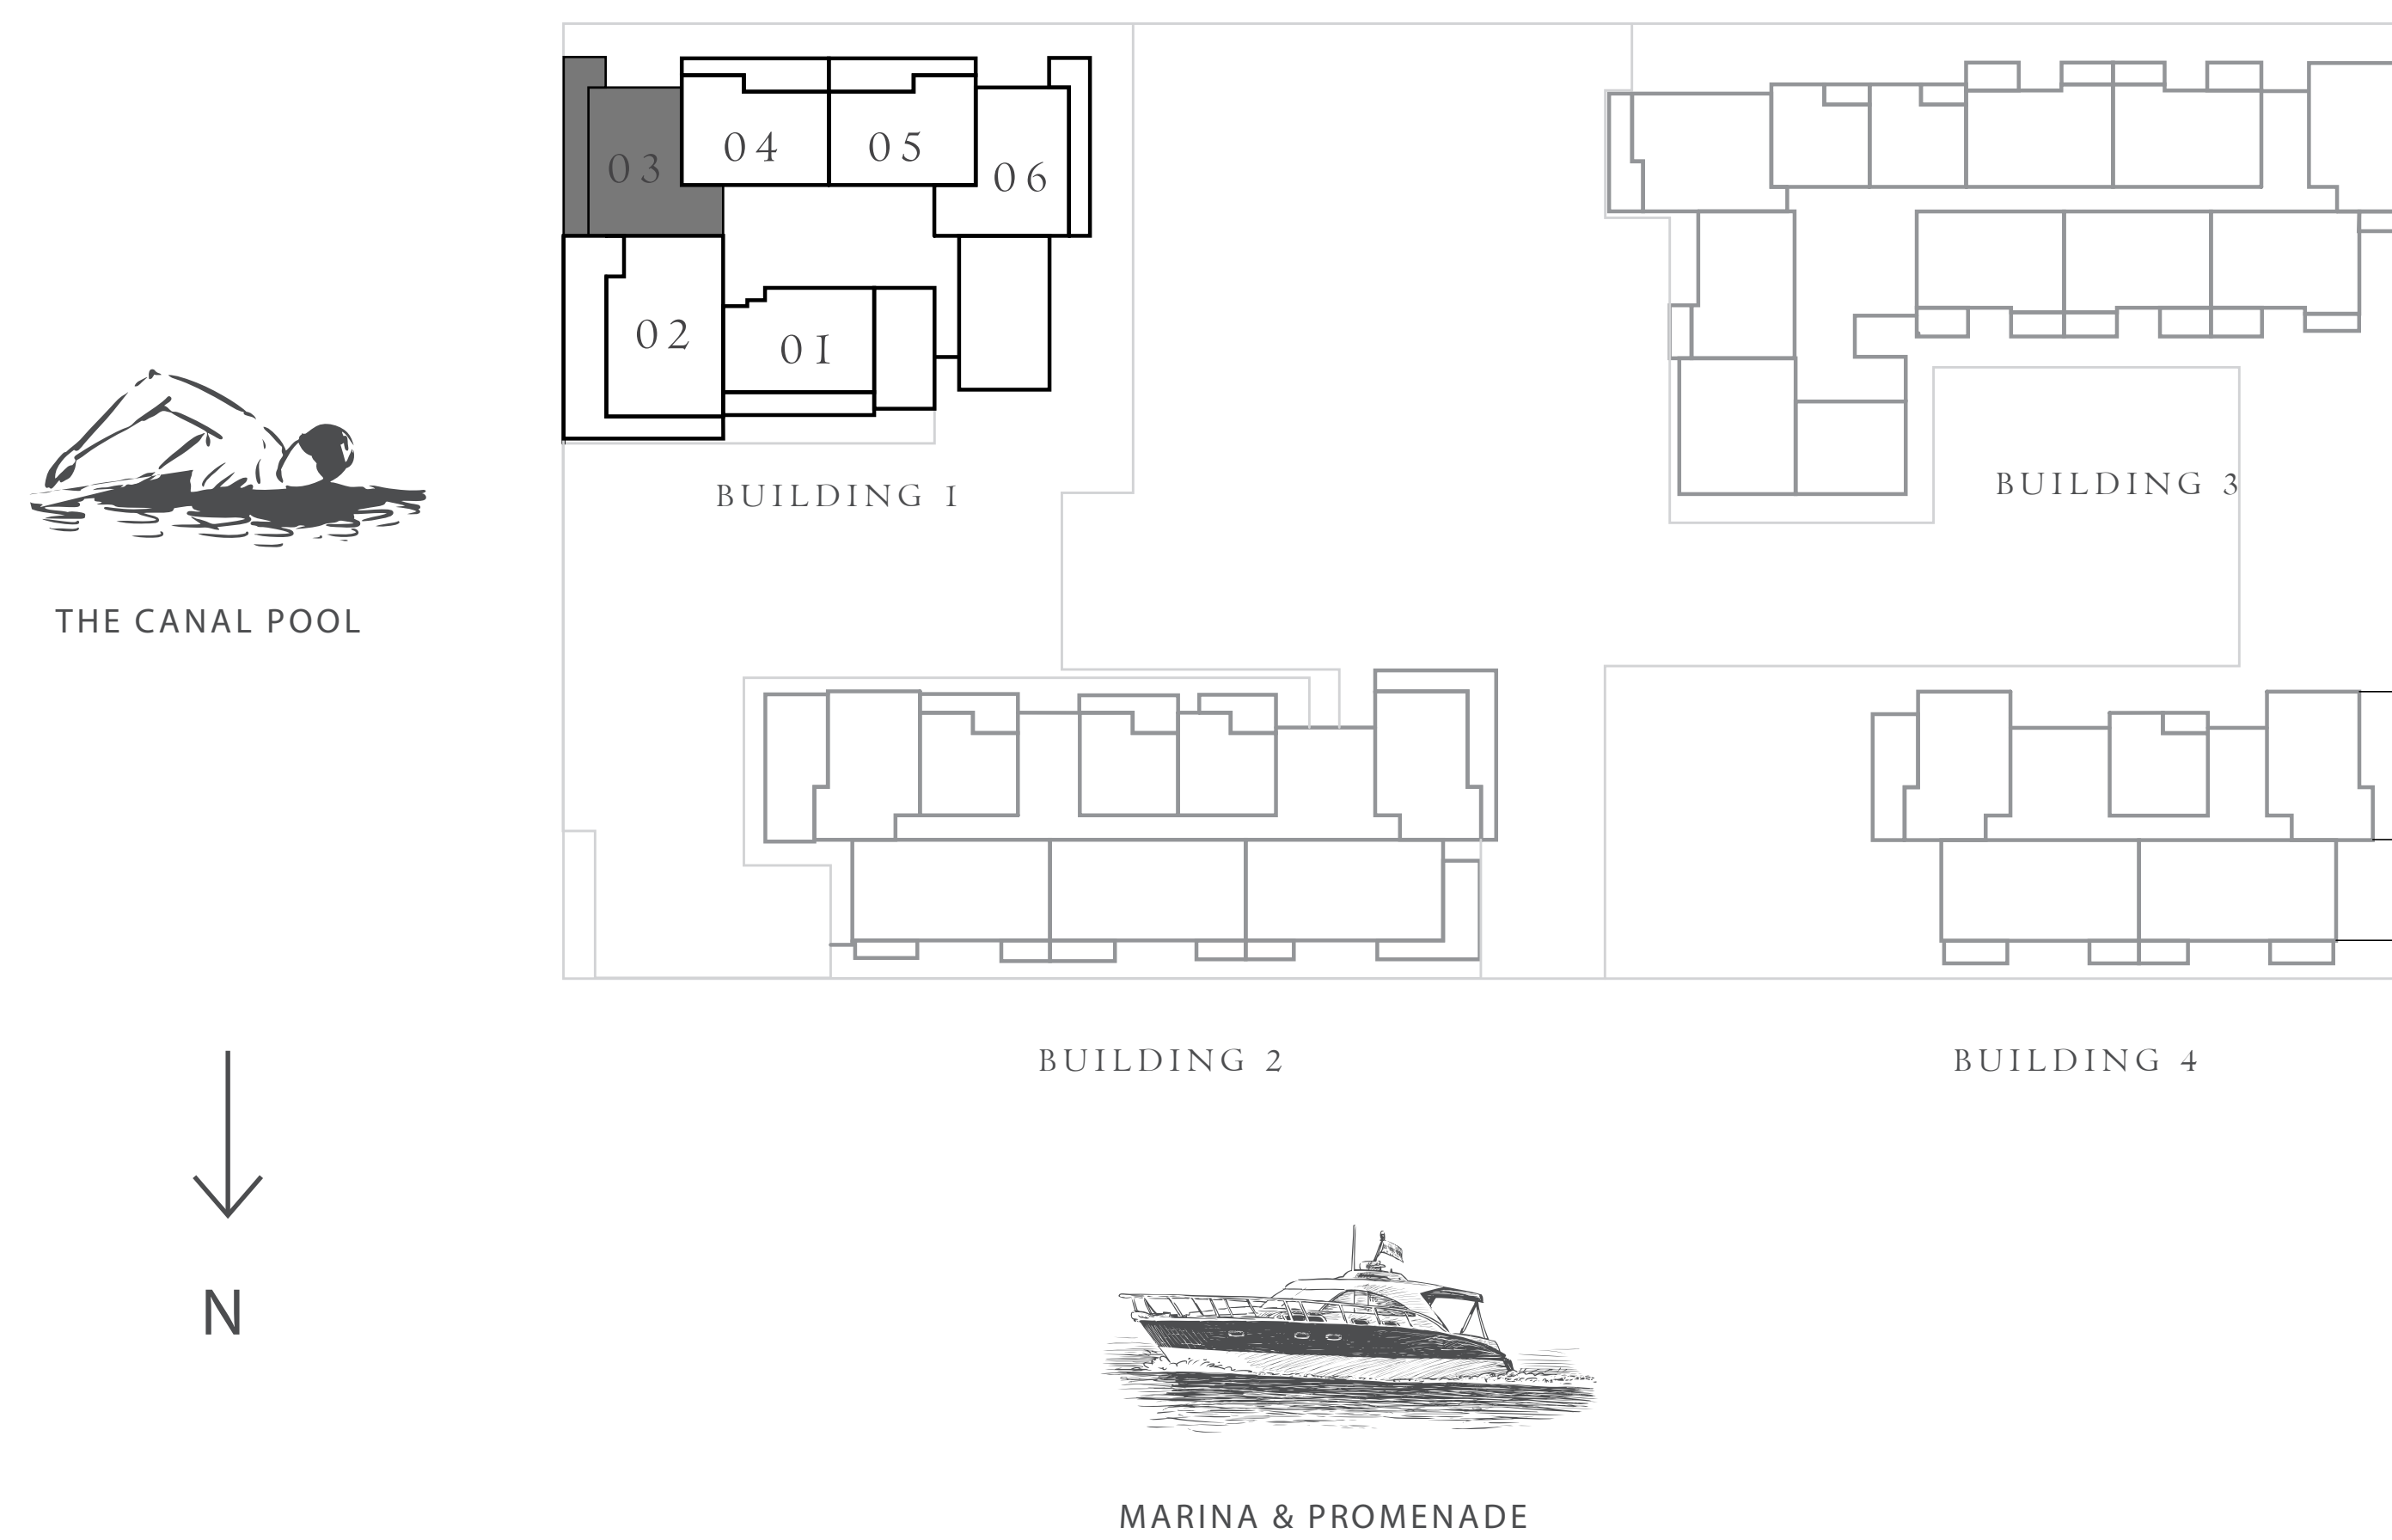 04 05
03 06
02 01
BUILDING 1
BUILDING 3
THE CANAL POOL
BUILDING 2
BUILDING 4
N
MARINA & PROMENADE